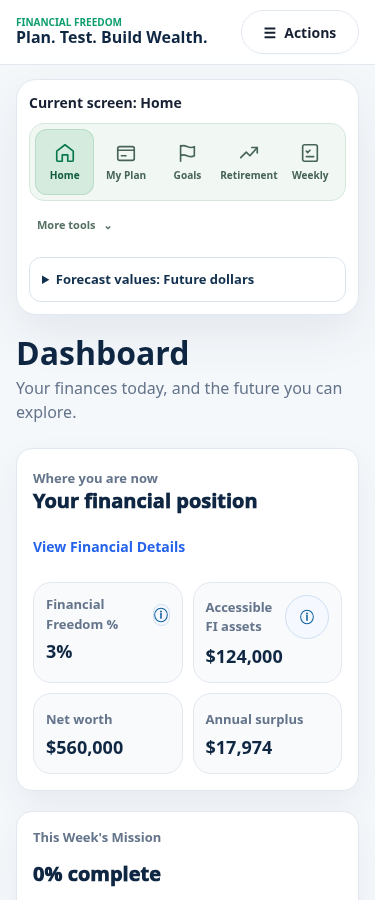 FINANCIAL FREEDOM
Plan. Test. Build Wealth.
☰ Actions
Current screen: Home
Home
My Plan
Goals
Retirement
Weekly
More tools ⌄
▶ Forecast values: Future dollars
Dashboard
Your finances today, and the future you can
explore.
Where you are now
Your financial position
View Financial Details
Financial
Freedom %
ⓘ
3%
Accessible
FI assets
ⓘ
$124,000
Net worth
$560,000
Annual surplus
$17,974
This Week's Mission
0% complete